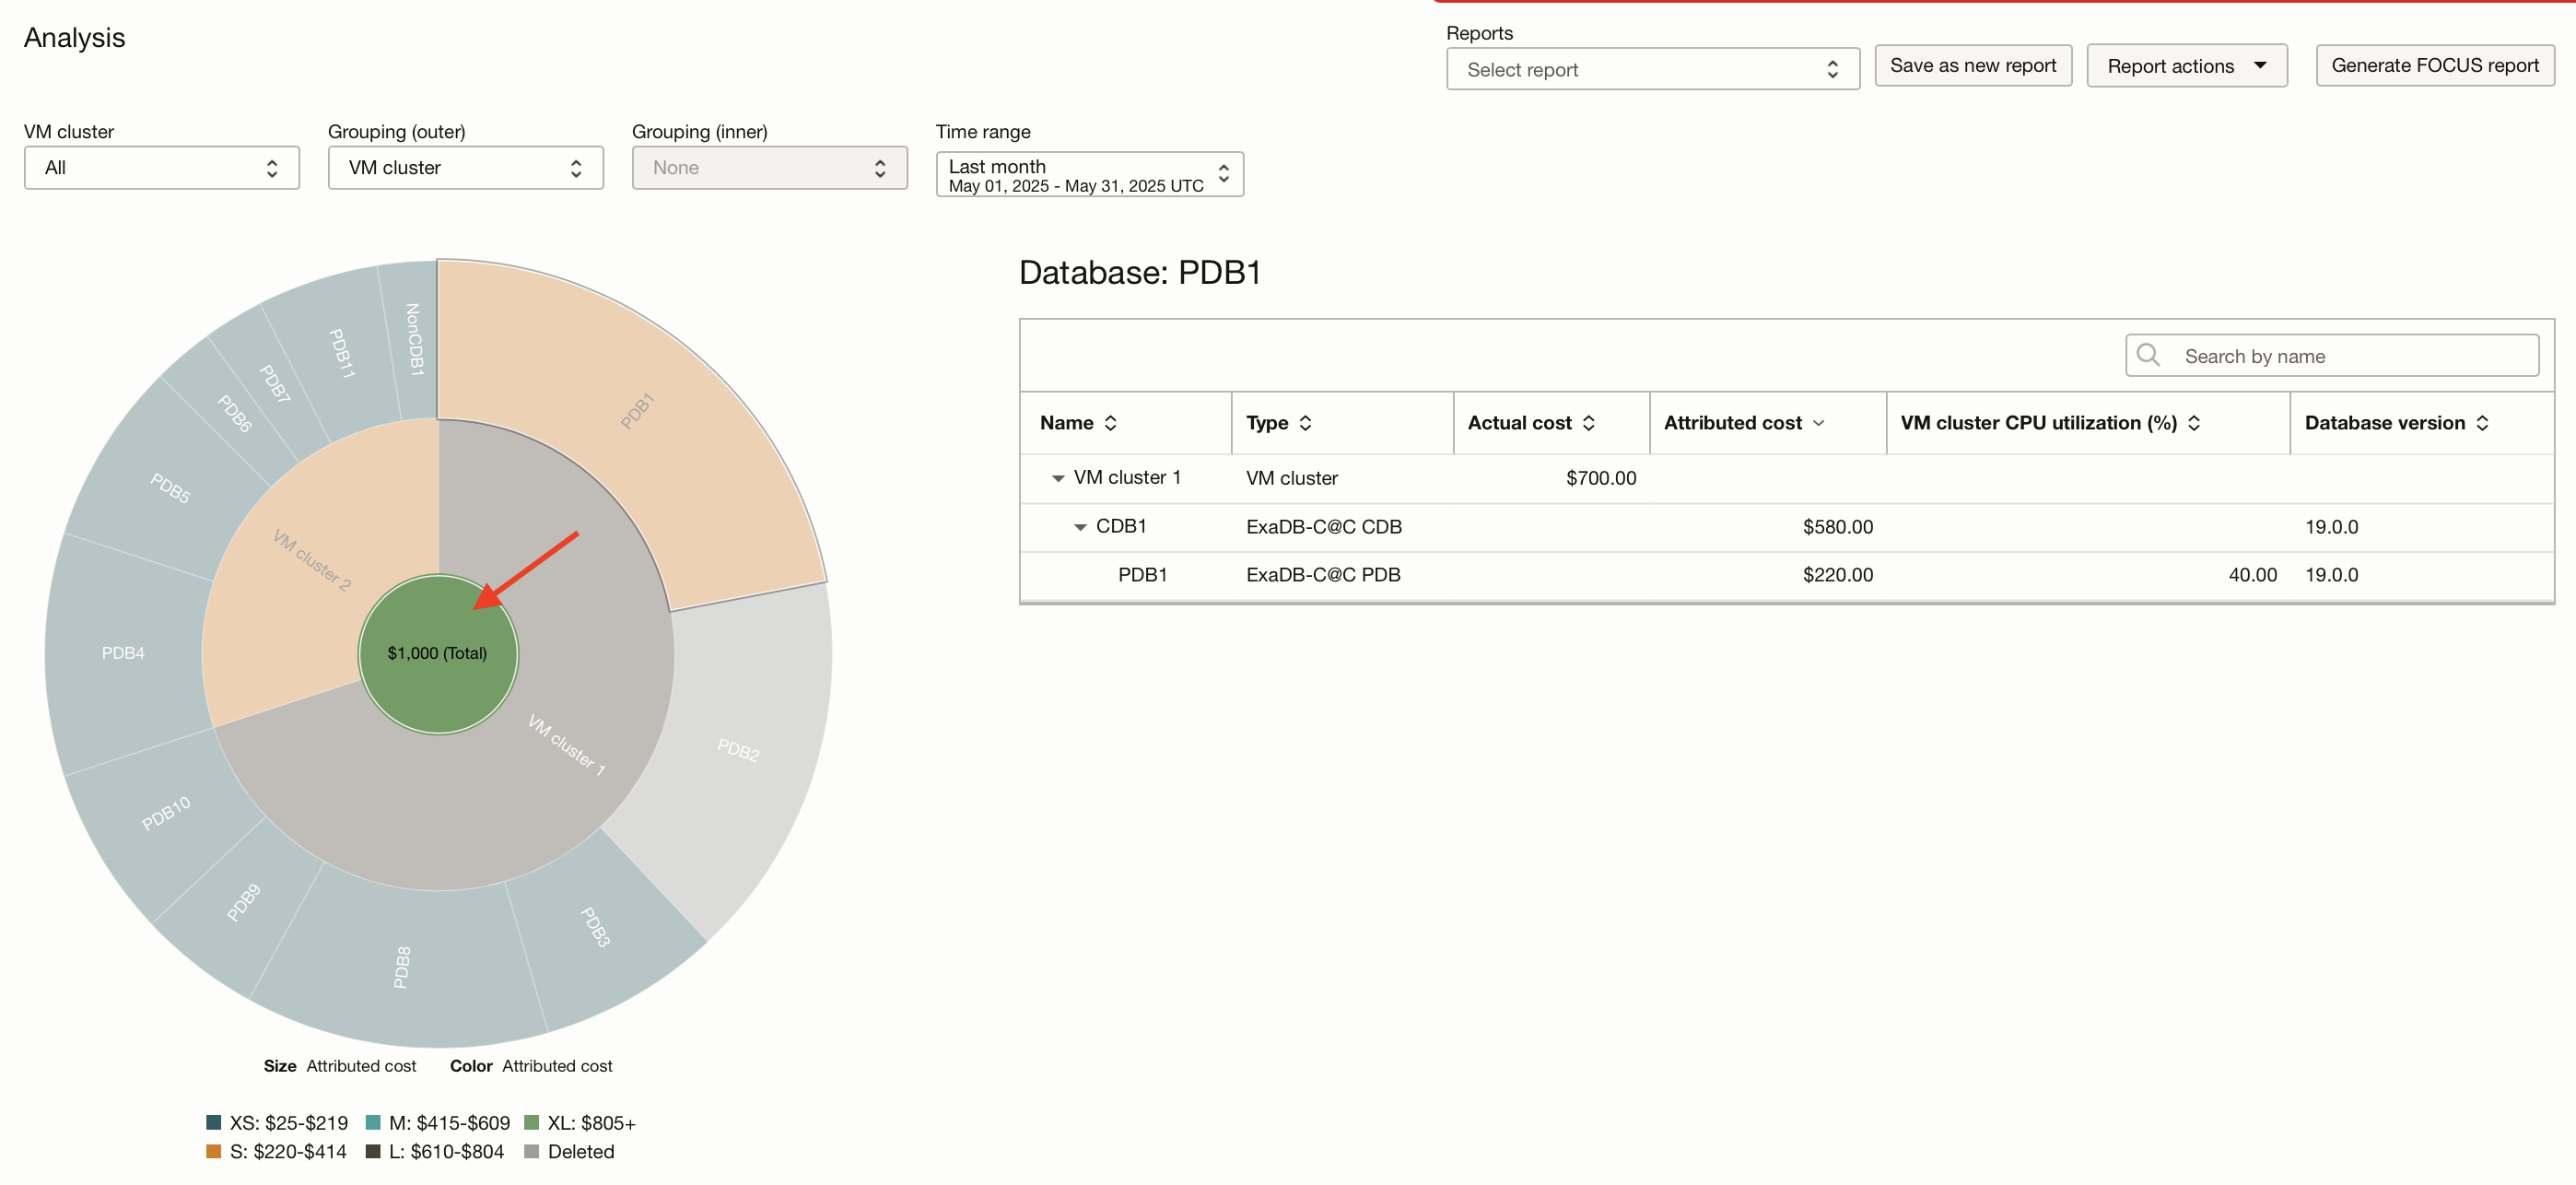 Analysis
Reports
Select report
Save as new report
Report actions
Generate FOCUS report
VM cluster
All
Grouping (outer)
VM cluster
Grouping (inner)
None
Time range
Last month
May 01, 2025 - May 31, 2025 UTC
NonCDB1
PDB11
PDB7
PDB6
PDB5
PDB4
PDB10
PDB9
PDB8
PDB3
PDB2
PDB1
VM cluster 2
VM cluster 1
$1,000 (Total)
Size Attributed cost Color Attributed cost
XS: $25-$219 M: $415-$609 XL: $805+
S: $220-$414 L: $610-$804 Deleted
Database: PDB1
Search by name
Name Type Actual cost Attributed cost VM cluster CPU utilization (%) Database version
VM cluster 1 VM cluster $700.00
CDB1 ExaDB-C@C CDB $580.00 19.0.0
PDB1 ExaDB-C@C PDB $220.00 40.00 19.0.0